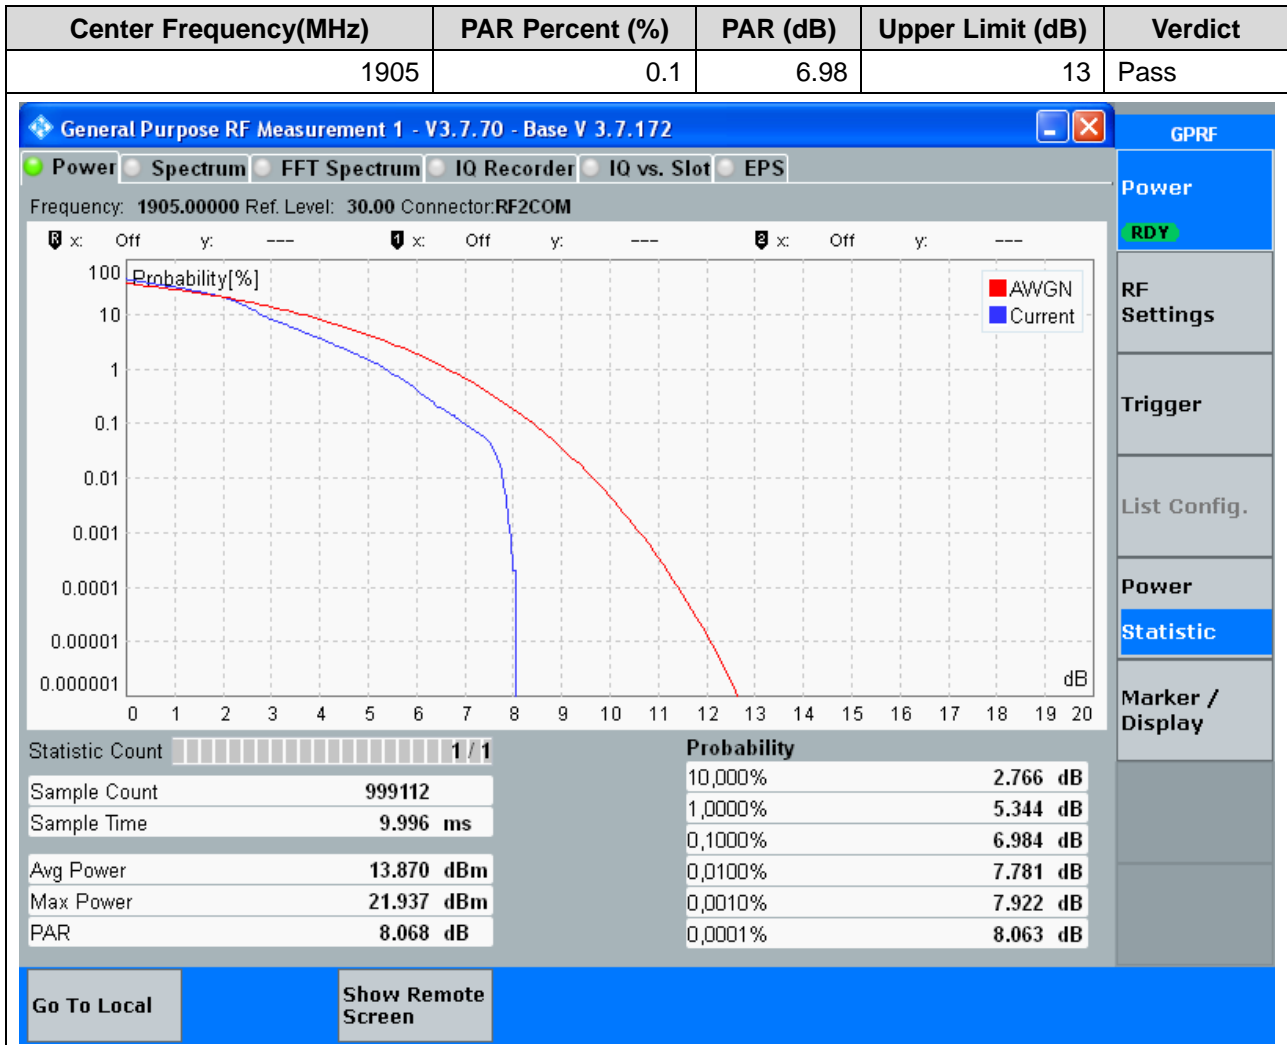 Center Frequency(MHz) PAR Percent (%) PAR (dB) Upper Limit (dB) Verdict
1905 0.1 6.98 13 Pass
General Purpose RF Measurement 1 - V3.7.70 - Base V 3.7.172
GPRF
Power Spectrum FFT Spectrum IQ Recorder IQ vs. Slot EPS
Power
RDY
Frequency: 1905.00000 Ref. Level: 30.00 Connector:RF2COM
R x: Off y: --- 1 x: Off y: --- 2 x: Off y: ---
Probability[%]
AWGN
Current
100
10
1
0.1
0.01
0.001
0.0001
0.00001
0.000001
dB
0 1 2 3 4 5 6 7 8 9 10 11 12 13 14 15 16 17 18 19 20
RF
Settings
Trigger
List Config.
Power
Statistic
Marker /
Display
Statistic Count 1 / 1
Sample Count 999112
Sample Time 9.996 ms
Avg Power 13.870 dBm
Max Power 21.937 dBm
PAR 8.068 dB
Probability
10,000% 2.766 dB
1,0000% 5.344 dB
0,1000% 6.984 dB
0,0100% 7.781 dB
0,0010% 7.922 dB
0,0001% 8.063 dB
Go To Local
Show Remote
Screen